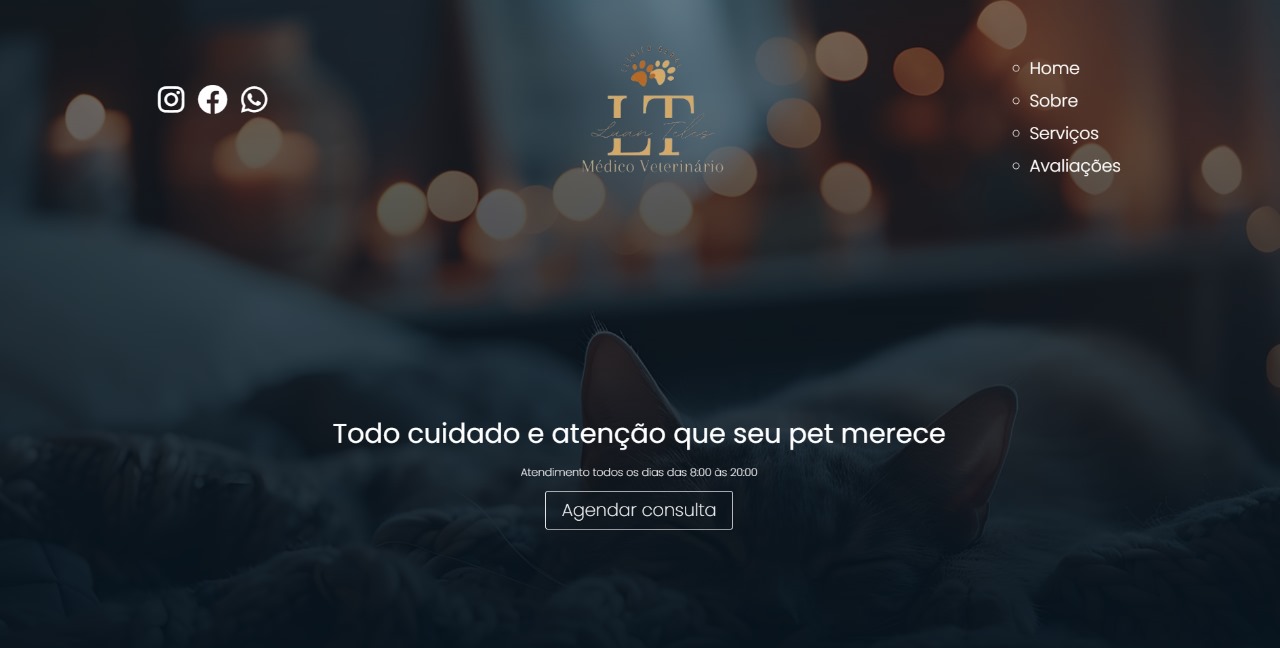 LT
Luan Telles
Médico Veterinário
Home
Sobre
Serviços
Avaliações
Todo cuidado e atenção que seu pet merece
Atendimento todos os dias das 8:00 às 20:00
Agendar consulta